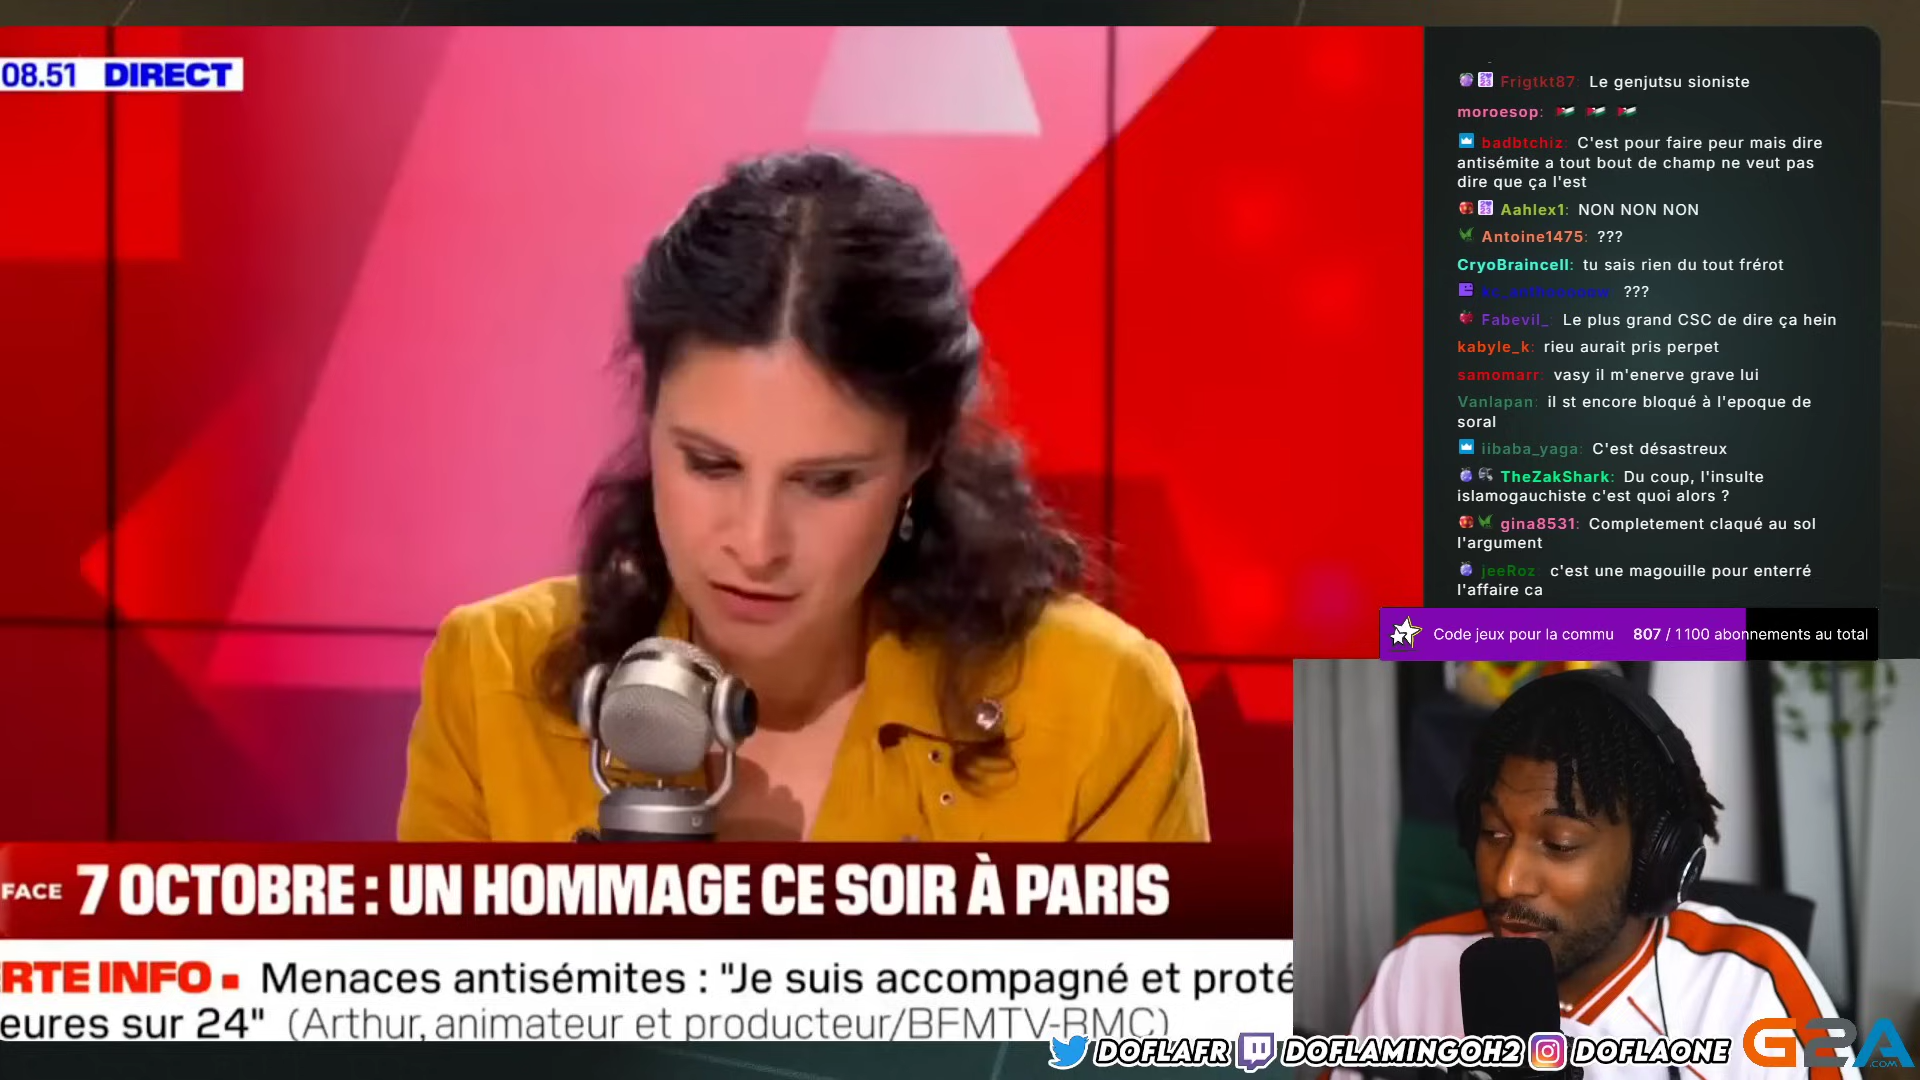 08.51 DIRECT
FACE 7 OCTOBRE : UN HOMMAGE CE SOIR À PARIS
RTE INFO ▪ Menaces antisémites : "Je suis accompagné et proté
eures sur 24" (Arthur, animateur et producteur/BFMTV-RMC)
Frigtkt87: Le genjutsu sioniste
moroesop: 🇵🇸 🇵🇸 🇵🇸
badbtchiz: C'est pour faire peur mais dire
antisémite a tout bout de champ ne veut pas
dire que ça l'est
Aahlex1: NON NON NON
Antoine1475: ???
CryoBraincell: tu sais rien du tout frérot
???
Fabevil_: Le plus grand CSC de dire ça hein
kabyle_k: rieu aurait pris perpet
samomarr: vasy il m'enerve grave lui
Vanlapan: il st encore bloqué à l'epoque de
soral
iibaba_yaga: C'est désastreux
TheZakShark: Du coup, l'insulte
islamogauchiste c'est quoi alors ?
gina8531: Completement claqué au sol
l'argument
jeeRoz: c'est une magouille pour enterré
l'affaire ca
Code jeux pour la commu 807 / 1100 abonnements au total
DOFLAFR DOFLAMINGOH2 DOFLAONE
G2A
.COM